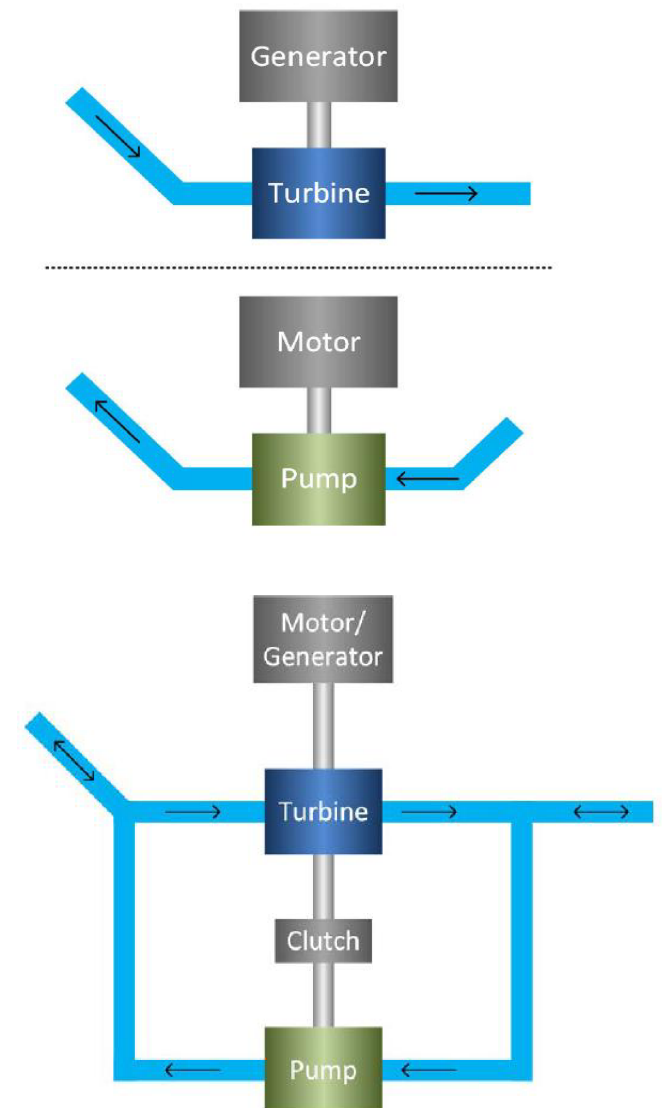 Generator
Turbine
Motor
Pump
Motor/
Generator
Turbine
Clutch
Pump